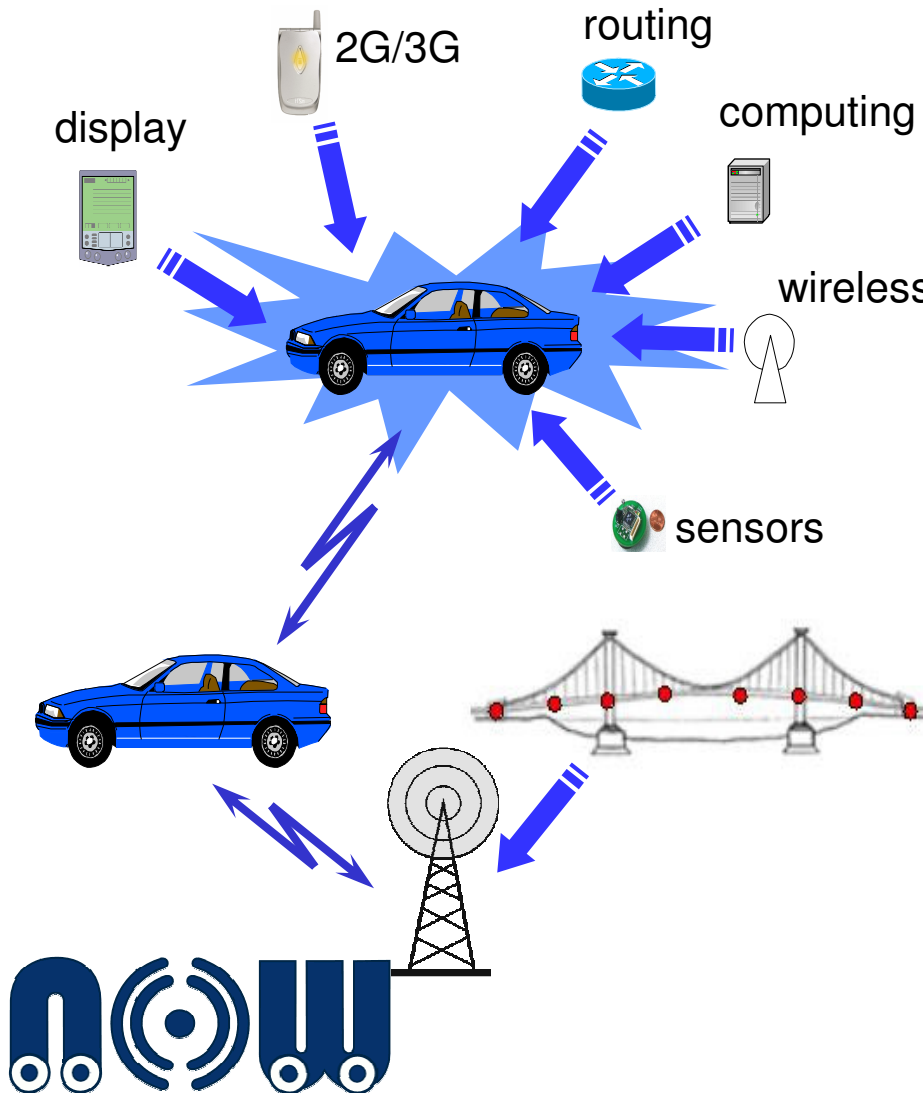 2G/3G
routing
display
computing
wireless
sensors
now